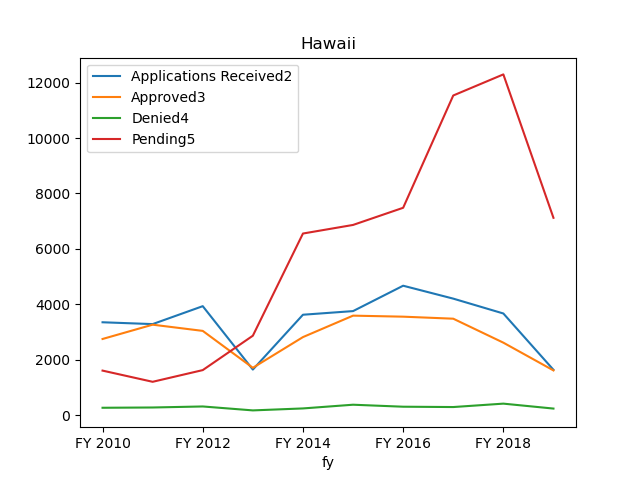 Hawaii
Applications Received2
Approved3
Denied4
Pending5
12000
10000
8000
6000
4000
2000
0
FY 2010 FY 2012 FY 2014 FY 2016 FY 2018
fy